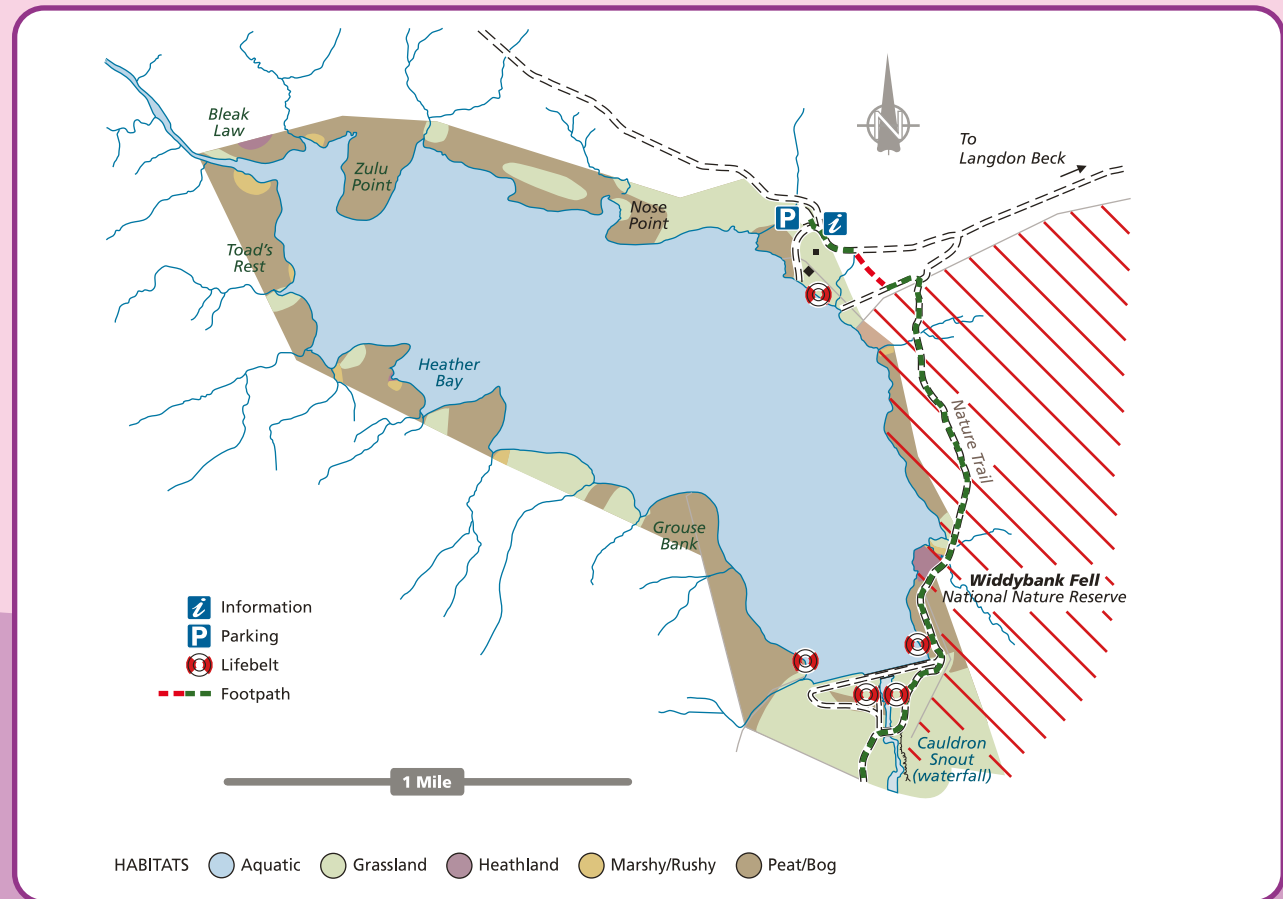 Bleak
Law
Zulu
Point
Nose
Point
P
i
N
To
Langdon Beck
Toad's
Rest
Heather
Bay
Nature Trail
Grouse
Bank
Widdybank Fell
National Nature Reserve
Cauldron
Snout
(waterfall)
i Information
P Parking
Lifebelt
Footpath
1 Mile
HABITATS Aquatic Grassland Heathland Marshy/Rushy Peat/Bog